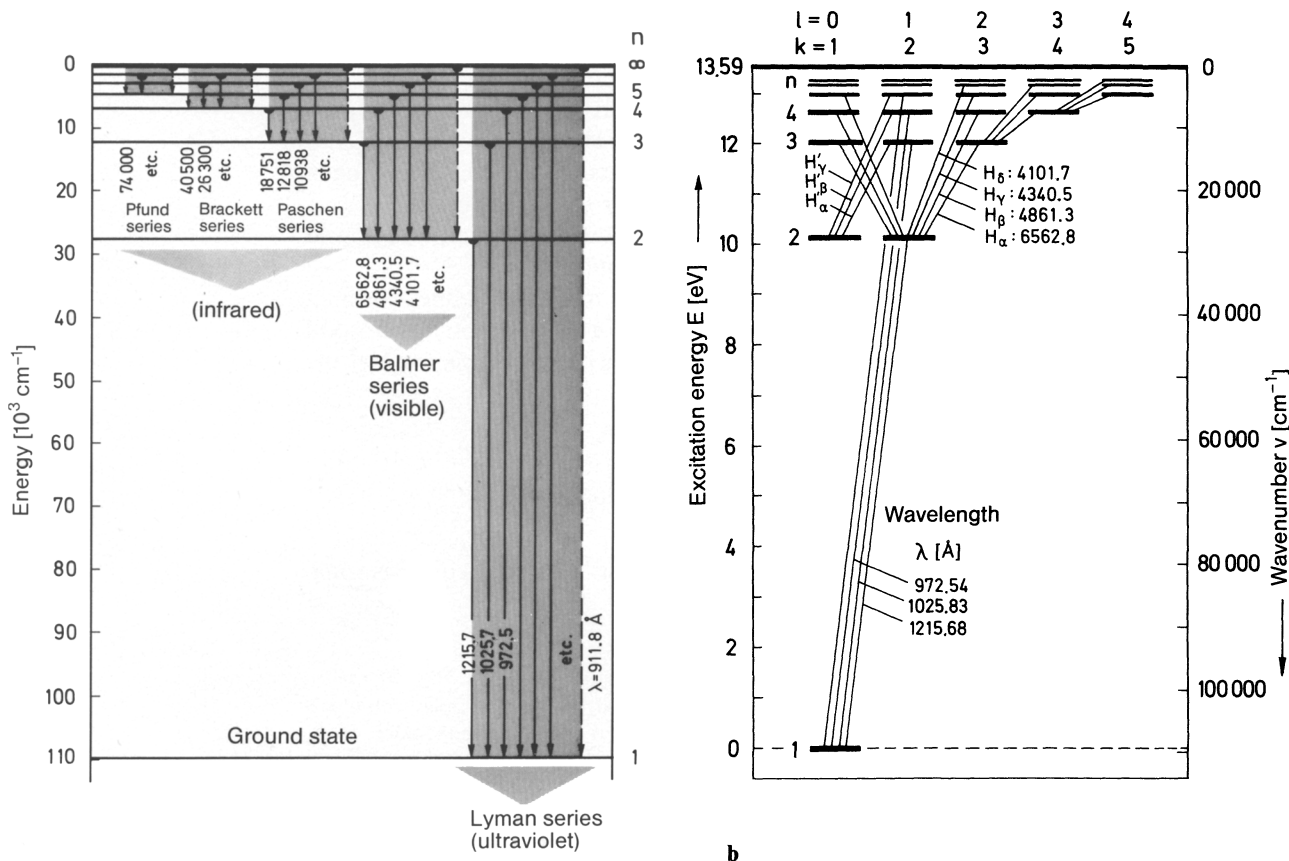 n
0
10
20
30
40
50
60
70
80
90
100
110
Energy [10³ cm⁻¹]
∞
5
4
3
2
1
74000
etc.
40500
26300
etc.
18751
12818
10938
etc.
Pfund
series
Brackett
series
Paschen
series
(infrared)
6562,8
4861,3
4340,5
4101,7
etc.
Balmer
series
(visible)
1215,7
1025,7
972,5
etc.
λ=911.8 Å
Ground state
Lyman series
(ultraviolet)
l = 0 1 2 3 4
k = 1 2 3 4 5
13,59
12
10
8
6
4
2
0
Excitation energy E [eV]
n
4
3
2
1
H'γ
H'β
H'α
Hδ : 4101.7
Hγ : 4340.5
Hβ : 4861.3
Hα : 6562,8
Wavelength
λ [Å]
972,54
1025,83
1215,68
0
20 000
40 000
60 000
80 000
100 000
Wavenumber ν [cm⁻¹]
b